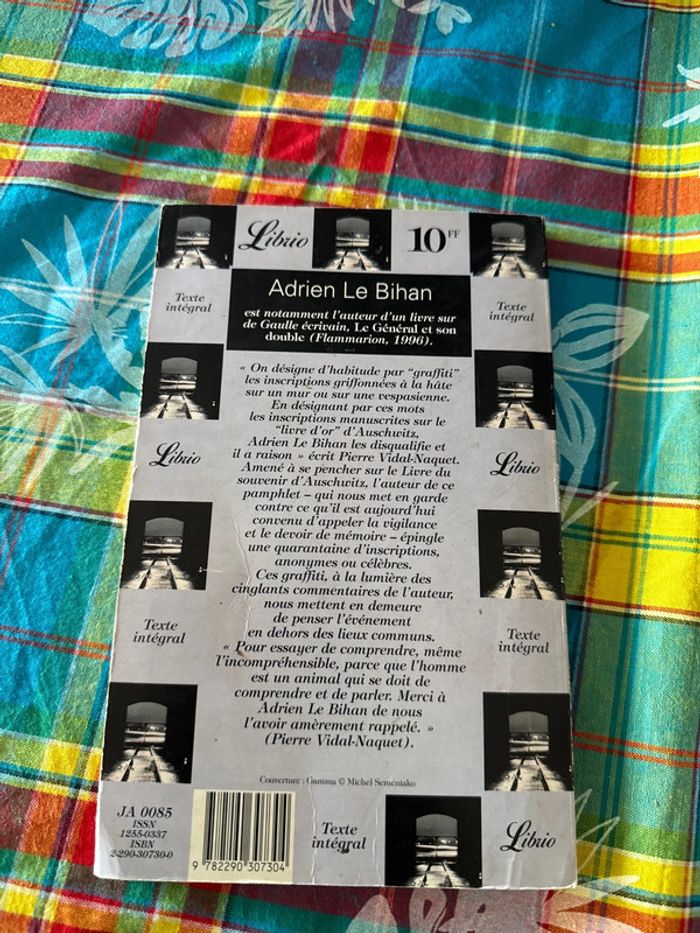 Librio
10FF
Adrien Le Bihan
est notamment l'auteur d'un livre sur
de Gaulle écrivain, Le Général et son
double (Flammarion, 1996).
Texte
intégral
Texte
intégral
« On désigne d'habitude par "graffiti"
les inscriptions griffonnées à la hâte
sur un mur ou sur une vespasienne.
En désignant par ces mots
les inscriptions manuscrites sur le
"livre d'or" d'Auschwitz,
Adrien Le Bihan les disqualifie et
il a raison » écrit Pierre Vidal-Naquet.
Amené à se pencher sur le Livre du
souvenir d'Auschwitz, l'auteur de ce
pamphlet – qui nous met en garde
contre ce qu'il est aujourd'hui
convenu d'appeler la vigilance
et le devoir de mémoire – épingle
une quarantaine d'inscriptions,
anonymes ou célèbres.
Ces graffiti, à la lumière des
cinglants commentaires de l'auteur,
nous mettent en demeure
de penser l'événement
en dehors des lieux communs.
« Pour essayer de comprendre, même
l'incompréhensible, parce que l'homme
est un animal qui se doit de
comprendre et de parler. Merci à
Adrien Le Bihan de nous
l'avoir amèrement rappelé. »
(Pierre Vidal-Naquet).
Librio
Librio
Texte
intégral
Texte
intégral
Couverture : Gamma © Michel Semeniako
JA 0085
ISSN
1255-0337
ISBN
2-290-30730-0
9 782290 307304
Texte
intégral
Librio